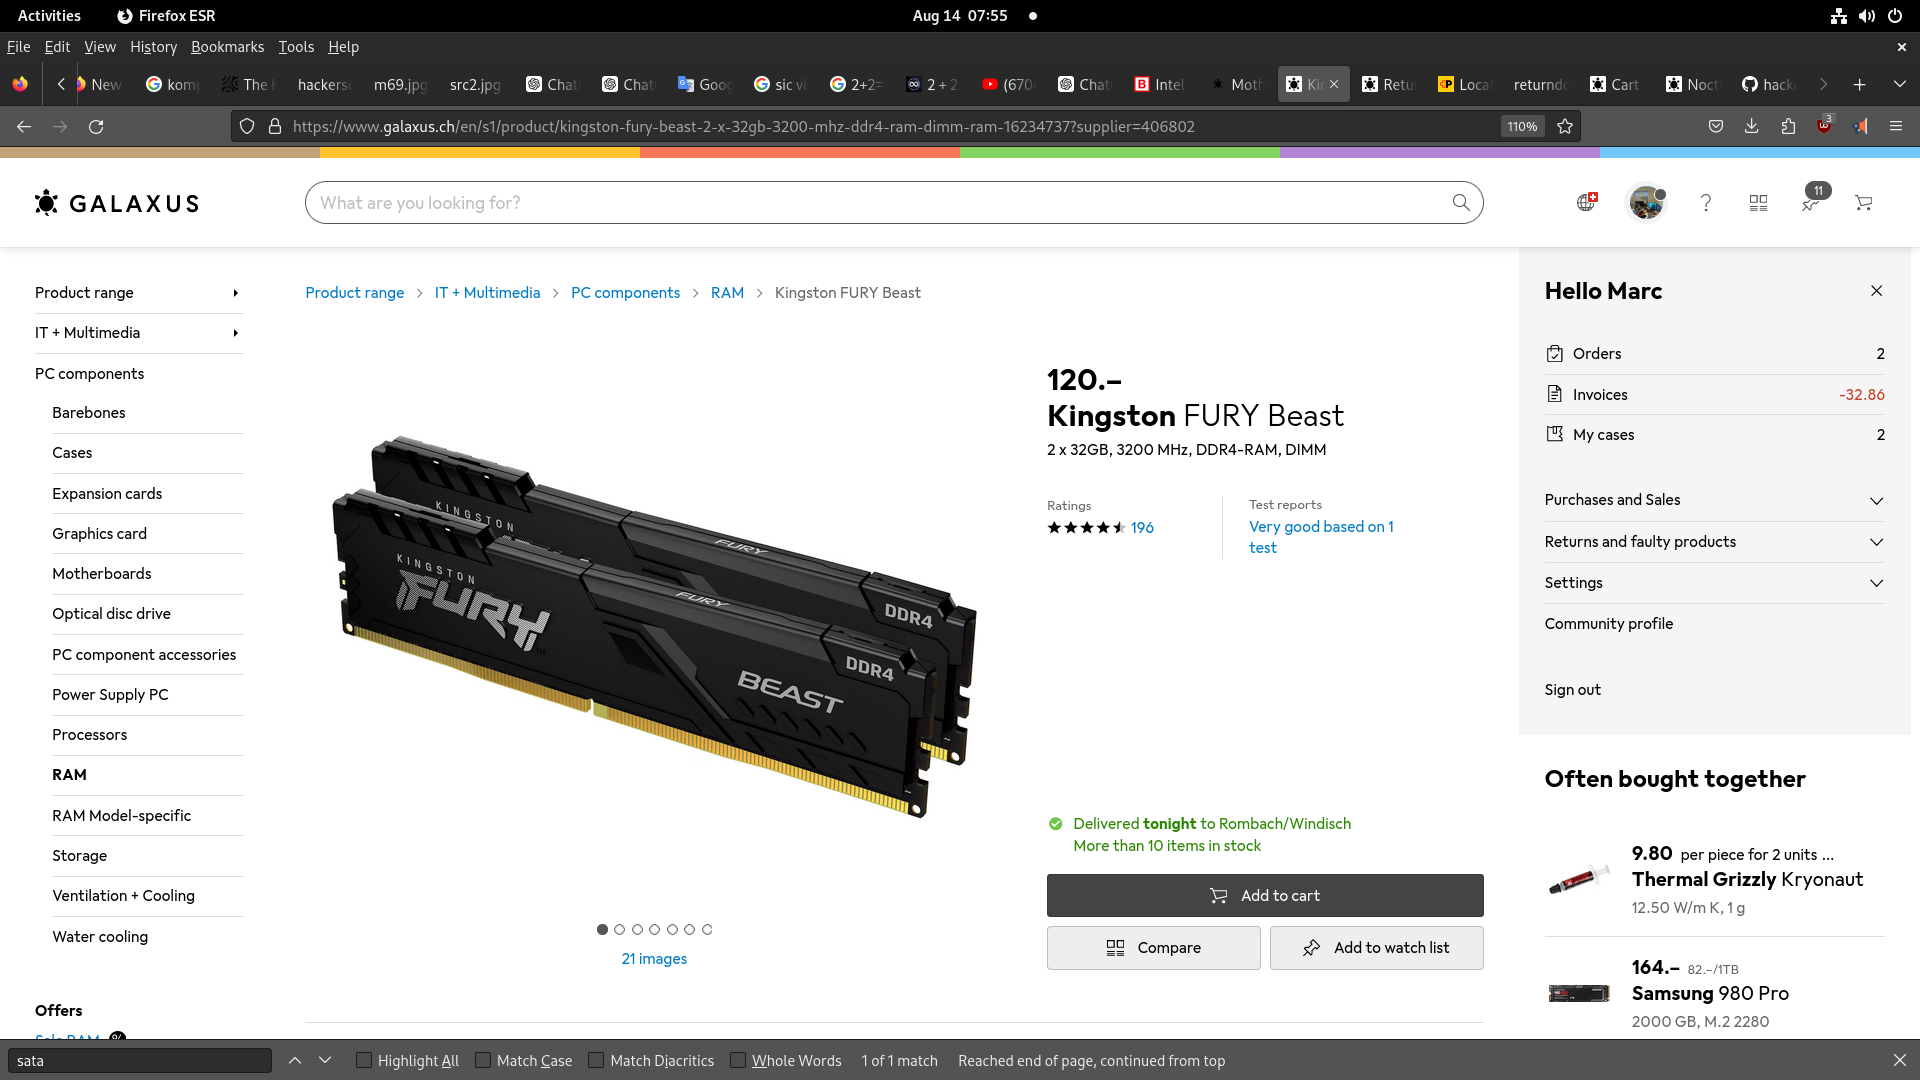 Activities
Firefox ESR
Aug 14 07:55
File Edit View History Bookmarks Tools Help
New
komp
The
hackers
m69.jpg
src2.jpg
Chat
Chat
Goog
sic vi
2+2=
2 + 2
(670
Chat
Intel
Moth
Kin
Retu
Loca
returnd
Cart
Noct
hack
https://www.galaxus.ch/en/s1/product/kingston-fury-beast-2-x-32gb-3200-mhz-ddr4-ram-dimm-ram-16234737?supplier=406802
110%
3
GALAXUS
What are you looking for?
11
Product range
IT + Multimedia
PC components
Barebones
Cases
Expansion cards
Graphics card
Motherboards
Optical disc drive
PC component accessories
Power Supply PC
Processors
RAM
RAM Model-specific
Storage
Ventilation + Cooling
Water cooling
Offers
Sale RAM %
Product range > IT + Multimedia > PC components > RAM > Kingston FURY Beast
KINGSTON
FURY
DDR4
KINGSTON
FURY
FURY
BEAST
DDR4
21 images
120.–
Kingston FURY Beast
2 x 32GB, 3200 MHz, DDR4-RAM, DIMM
Ratings
196
Test reports
Very good based on 1
test
Delivered tonight to Rombach/Windisch
More than 10 items in stock
Add to cart
Compare
Add to watch list
Hello Marc
Orders 2
Invoices -32.86
My cases 2
Purchases and Sales
Returns and faulty products
Settings
Community profile
Sign out
Often bought together
9.80 per piece for 2 units ...
Thermal Grizzly Kryonaut
12.50 W/m K, 1 g
164.– 82.–/1TB
Samsung 980 Pro
2000 GB, M.2 2280
sata
Highlight All
Match Case
Match Diacritics
Whole Words
1 of 1 match
Reached end of page, continued from top